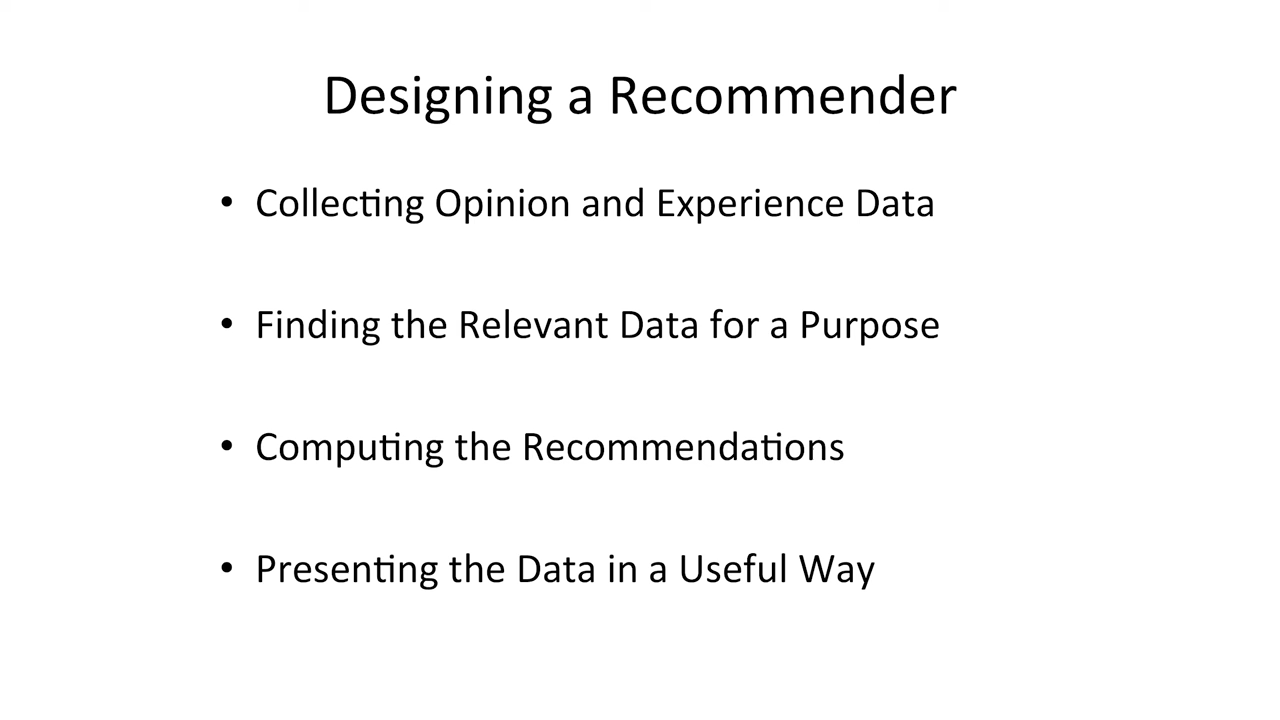 Designing a Recommender
• Collecting Opinion and Experience Data
• Finding the Relevant Data for a Purpose
• Computing the Recommendations
• Presenting the Data in a Useful Way